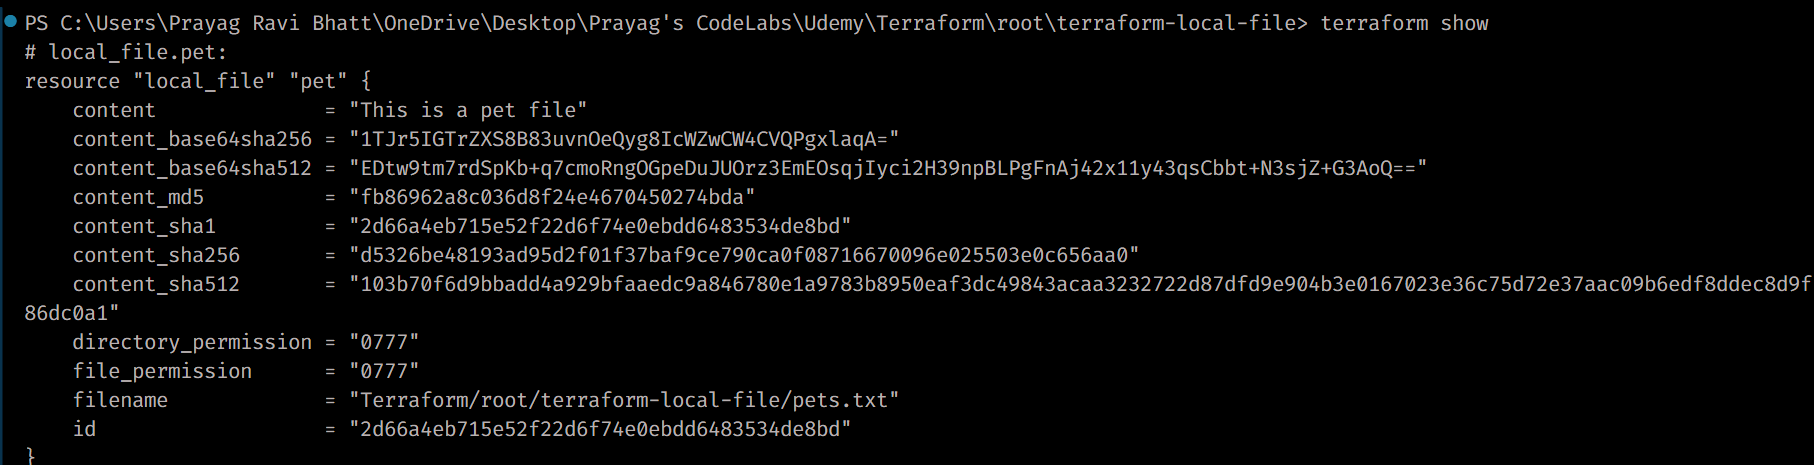 PS C:\Users\Prayag Ravi Bhatt\OneDrive\Desktop\Prayag's CodeLabs\Udemy\Terraform\root\terraform-local-file> terraform show
# local_file.pet:
resource "local_file" "pet" {
    content              = "This is a pet file"
    content_base64sha256 = "1TJr5IGTrZXS8B83uvnOeQyg8IcWZwCW4CVQPgxlaqA="
    content_base64sha512 = "EDtw9tm7rdSpKb+q7cmoRngOGpeDuJUOrz3EmEOsqjIyci2H39npBLPgFnAj42x11y43qsCbbt+N3sjZ+G3AoQ=="
    content_md5          = "fb86962a8c036d8f24e4670450274bda"
    content_sha1         = "2d66a4eb715e52f22d6f74e0ebdd6483534de8bd"
    content_sha256       = "d5326be48193ad95d2f01f37baf9ce790ca0f08716670096e025503e0c656aa0"
    content_sha512       = "103b70f6d9bbadd4a929bfaaedc9a846780e1a9783b8950eaf3dc49843acaa3232722d87dfd9e904b3e0167023e36c75d72e37aac09b6edf8ddec8d9f
86dc0a1"
    directory_permission = "0777"
    file_permission      = "0777"
    filename             = "Terraform/root/terraform-local-file/pets.txt"
    id                   = "2d66a4eb715e52f22d6f74e0ebdd6483534de8bd"
}